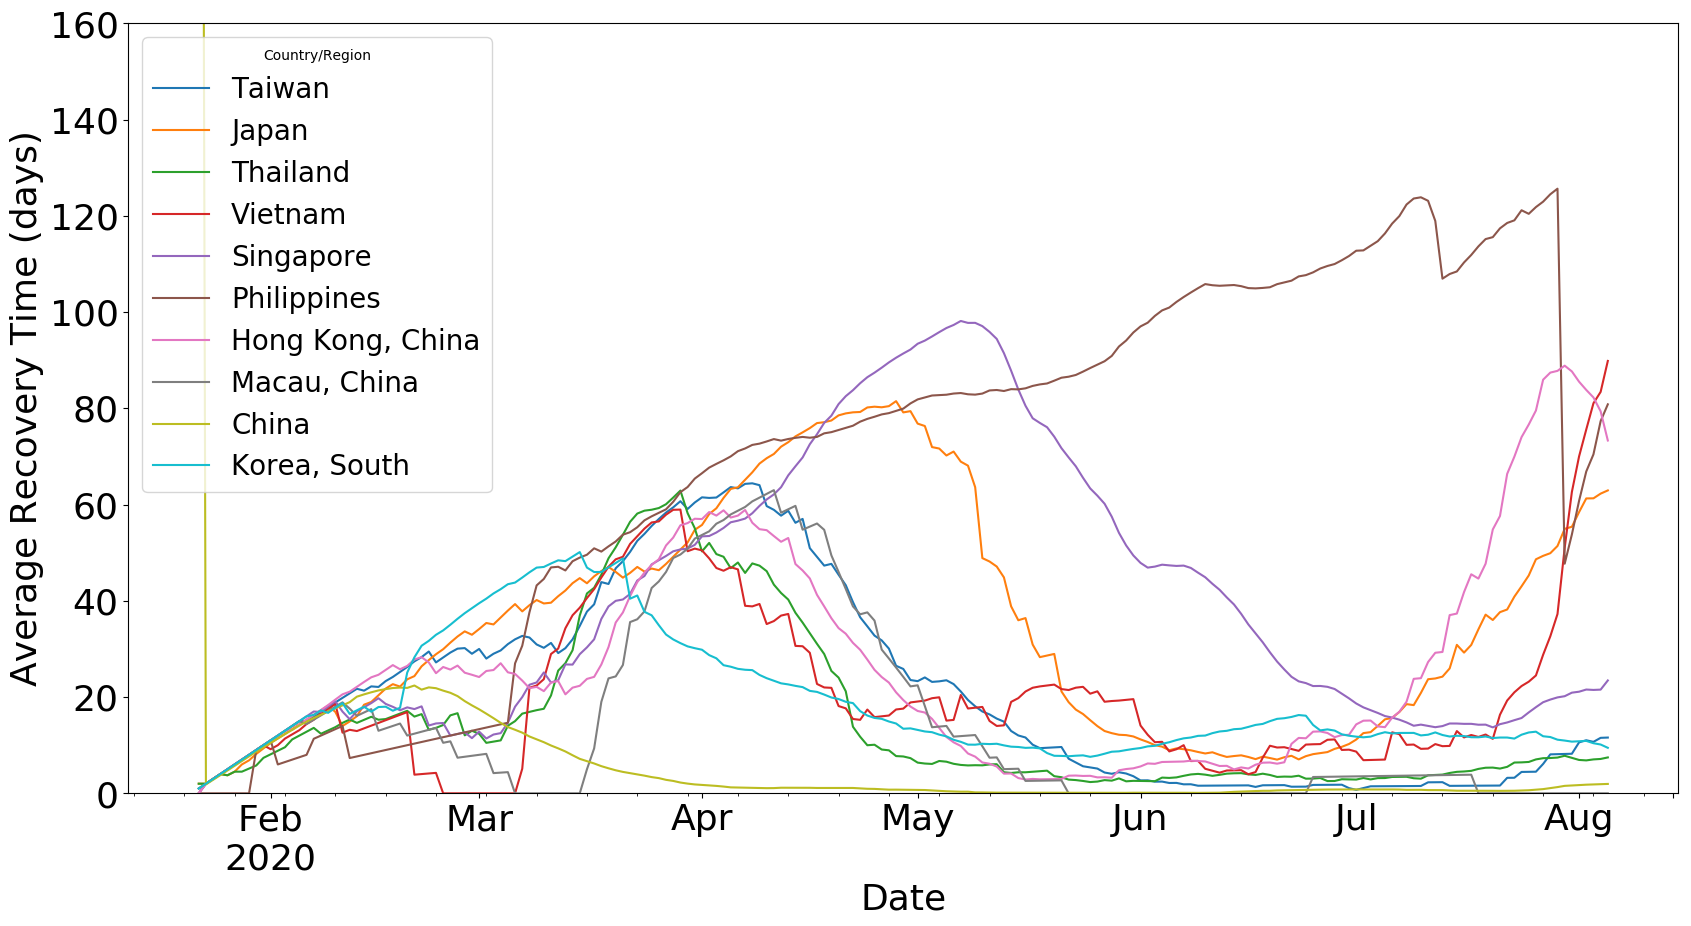 160
140
120
100
80
60
40
20
0
Average Recovery Time (days)
Country/Region
Taiwan
Japan
Thailand
Vietnam
Singapore
Philippines
Hong Kong, China
Macau, China
China
Korea, South
Feb Mar Apr May Jun Jul Aug
2020
Date